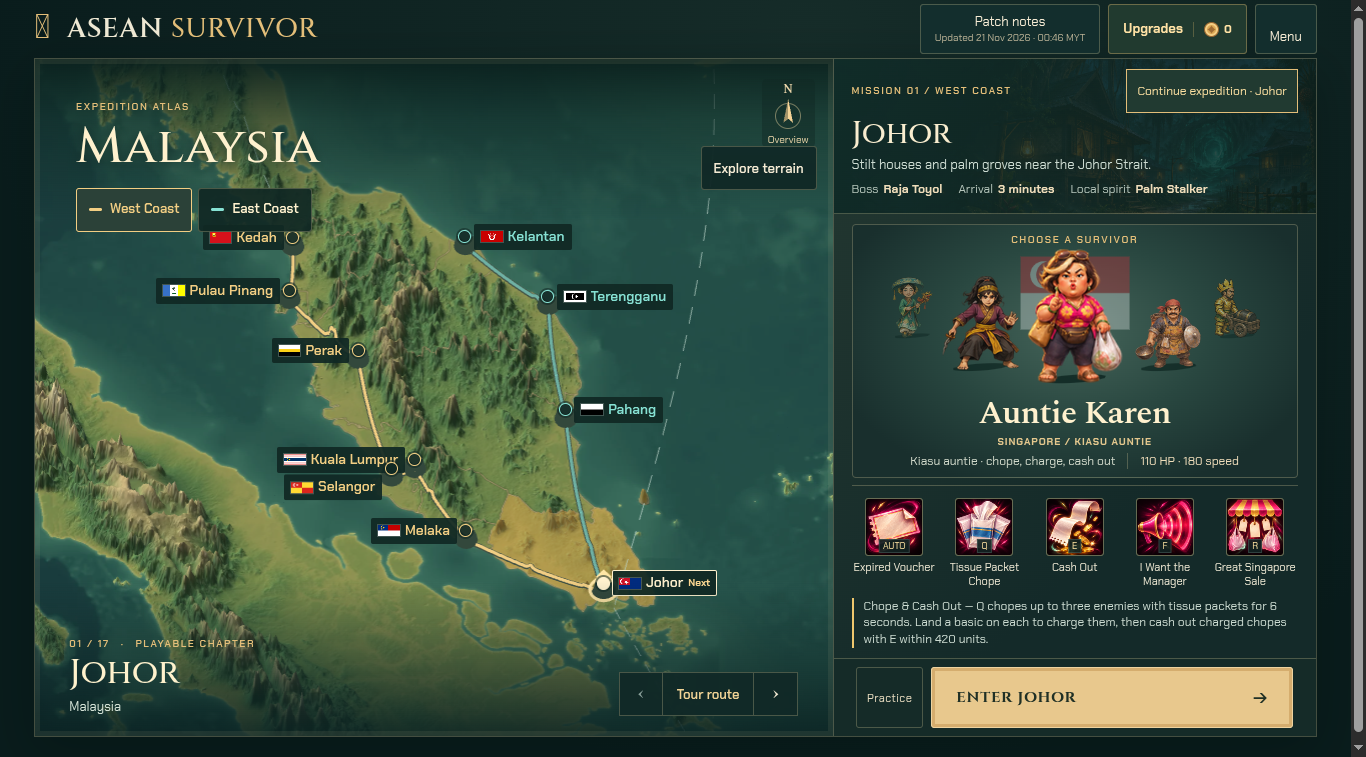 ASEAN SURVIVOR
Patch notes
Updated 21 Nov 2026 · 00:46 MYT
Upgrades 0
Menu
EXPEDITION ATLAS
MALAYSIA
West Coast
East Coast
N
Overview
Explore terrain
Kedah
Kelantan
Pulau Pinang
Terengganu
Perak
Pahang
Kuala Lumpur
Selangor
Melaka
Johor Next
01 / 17 · PLAYABLE CHAPTER
JOHOR
Malaysia
‹ Tour route ›
MISSION 01 / WEST COAST
Continue expedition · Johor
JOHOR
Stilt houses and palm groves near the Johor Strait.
Boss Raja Toyol Arrival 3 minutes Local spirit Palm Stalker
CHOOSE A SURVIVOR
Auntie Karen
SINGAPORE / KIASU AUNTIE
Kiasu auntie · chope, charge, cash out 110 HP · 180 speed
AUTO
Q
E
F
R
Expired Voucher
Tissue Packet
Chope
Cash Out
I Want the
Manager
Great Singapore
Sale
Chope & Cash Out — Q chopes up to three enemies with tissue packets for 6
seconds. Land a basic on each to charge them, then cash out charged chopes
with E within 420 units.
Practice
ENTER JOHOR →